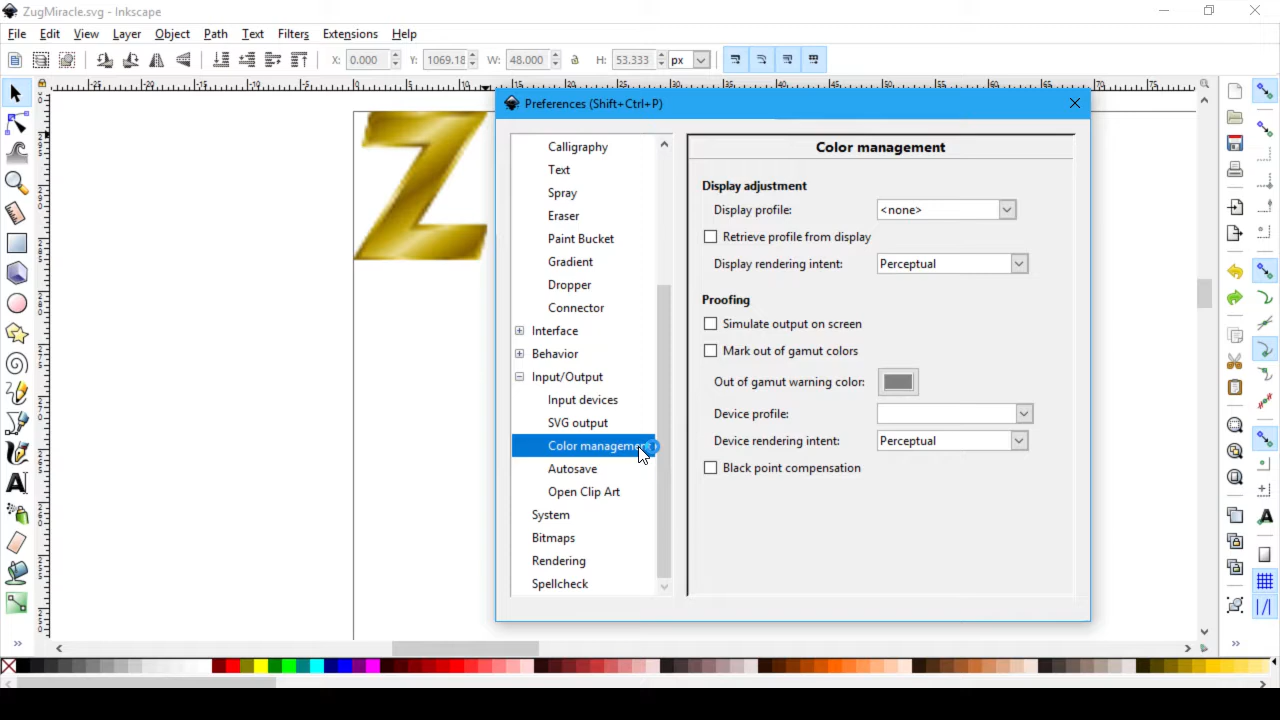 ZugMiracle.svg - Inkscape
File Edit View Layer Object Path Text Filters Extensions Help
X: 0.000 Y: 1069.18 W: 48.000 H: 53.333 px
Preferences (Shift+Ctrl+P)
Z
Calligraphy
Text
Spray
Eraser
Paint Bucket
Gradient
Dropper
Connector
Interface
Behavior
Input/Output
Input devices
SVG output
Color management
Autosave
Open Clip Art
System
Bitmaps
Rendering
Spellcheck
Color management
Display adjustment
Display profile: <none>
Retrieve profile from display
Display rendering intent: Perceptual
Proofing
Simulate output on screen
Mark out of gamut colors
Out of gamut warning color:
Device profile:
Device rendering intent: Perceptual
Black point compensation